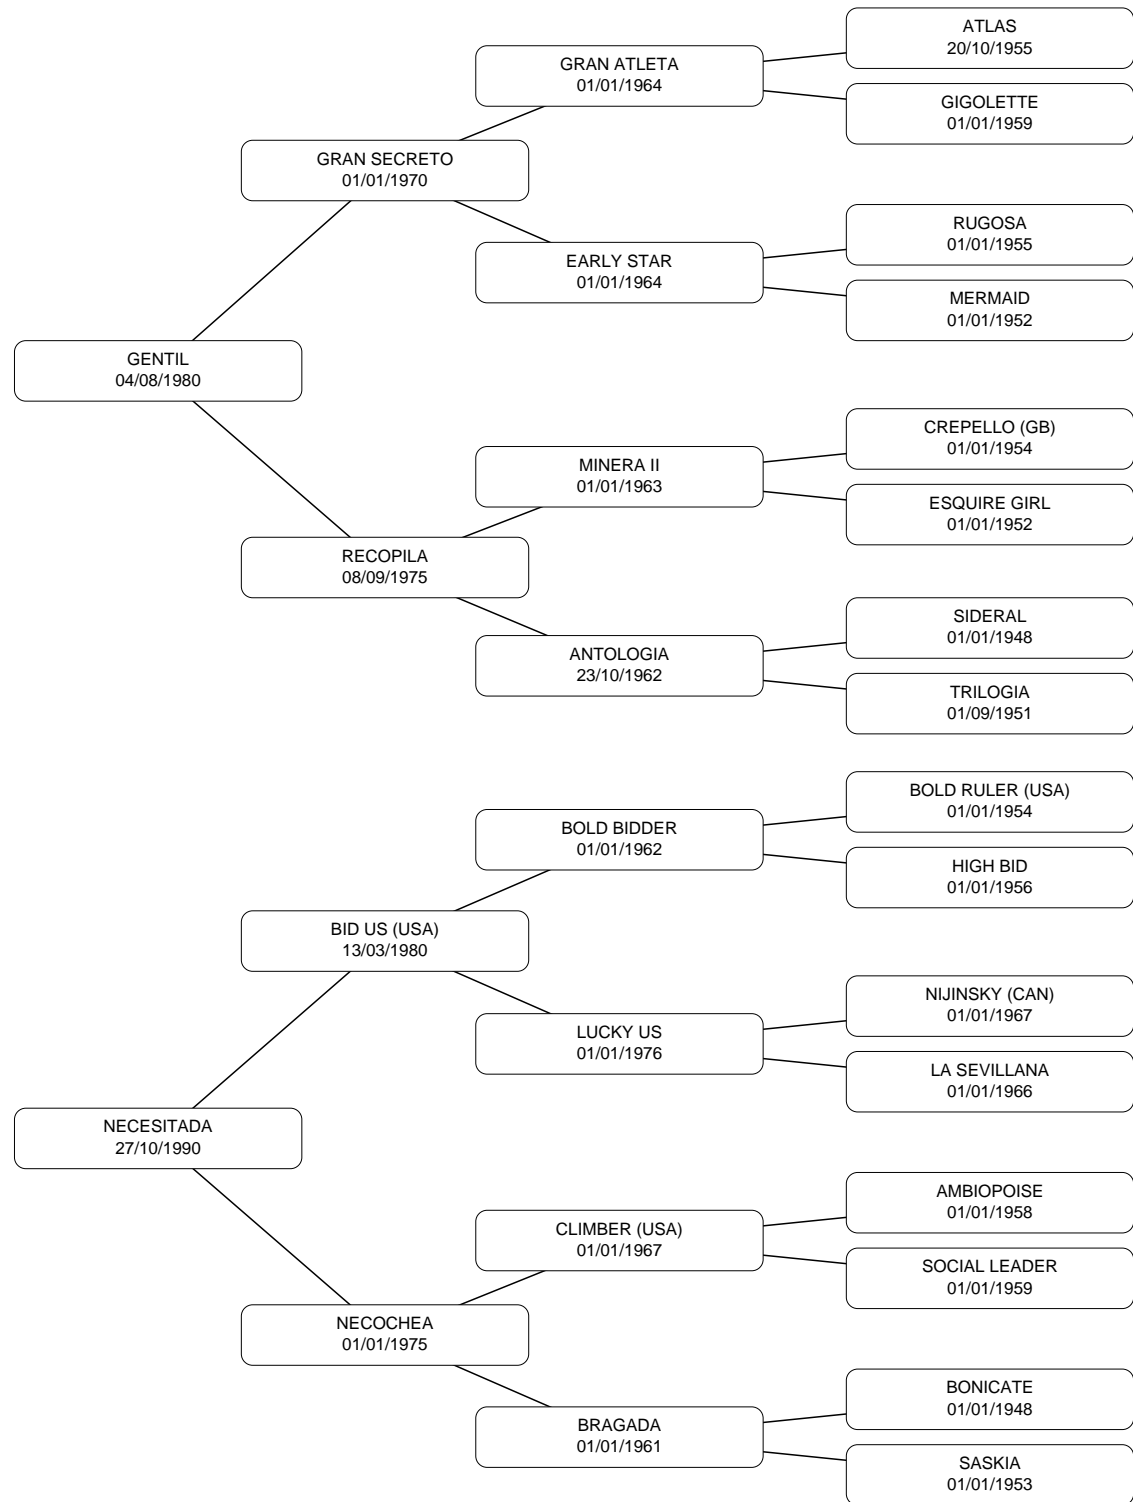 ATLAS
20/10/1955
GRAN ATLETA
01/01/1964
GIGOLETTE
01/01/1959
GRAN SECRETO
01/01/1970
RUGOSA
01/01/1955
EARLY STAR
01/01/1964
MERMAID
01/01/1952
GENTIL
04/08/1980
CREPELLO (GB)
01/01/1954
MINERA II
01/01/1963
ESQUIRE GIRL
01/01/1952
RECOPILA
08/09/1975
SIDERAL
01/01/1948
ANTOLOGIA
23/10/1962
TRILOGIA
01/09/1951
BOLD RULER (USA)
01/01/1954
BOLD BIDDER
01/01/1962
HIGH BID
01/01/1956
BID US (USA)
13/03/1980
NIJINSKY (CAN)
01/01/1967
LUCKY US
01/01/1976
LA SEVILLANA
01/01/1966
NECESITADA
27/10/1990
AMBIOPOISE
01/01/1958
CLIMBER (USA)
01/01/1967
SOCIAL LEADER
01/01/1959
NECOCHEA
01/01/1975
BONICATE
01/01/1948
BRAGADA
01/01/1961
SASKIA
01/01/1953